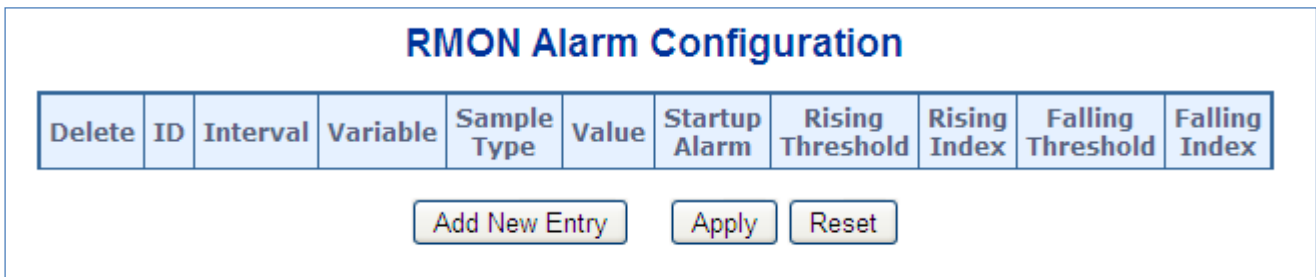 RMON Alarm Configuration
Delete ID Interval Variable Sample Type Value Startup Alarm Rising Threshold Rising Index Falling Threshold Falling Index
Add New Entry Apply Reset